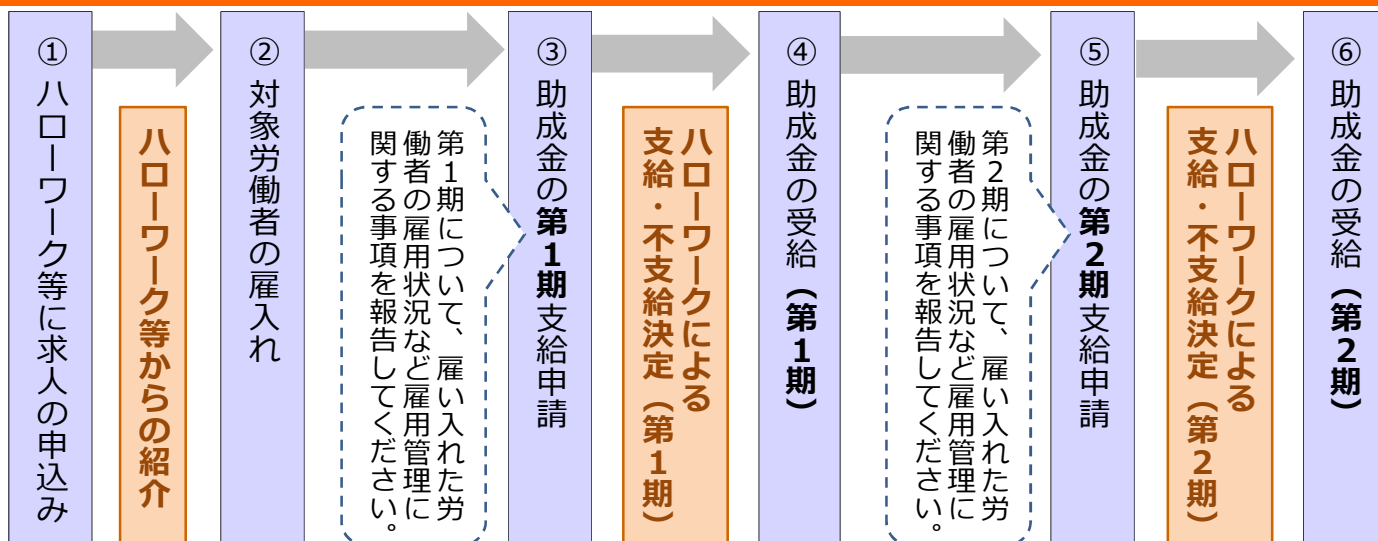 ①ハローワーク等に求人の申込み
ハローワーク等からの紹介
②対象労働者の雇入れ
第1期について、雇い入れた労
働者の雇用状況など雇用管理に
関する事項を報告してください。
③助成金の第1期支給申請
ハローワークによる
支給・不支給決定（第1期）
④助成金の受給（第1期）
第2期について、雇い入れた労
働者の雇用状況など雇用管理に
関する事項を報告してください。
⑤助成金の第2期支給申請
ハローワークによる
支給・不支給決定（第2期）
⑥助成金の受給（第2期）